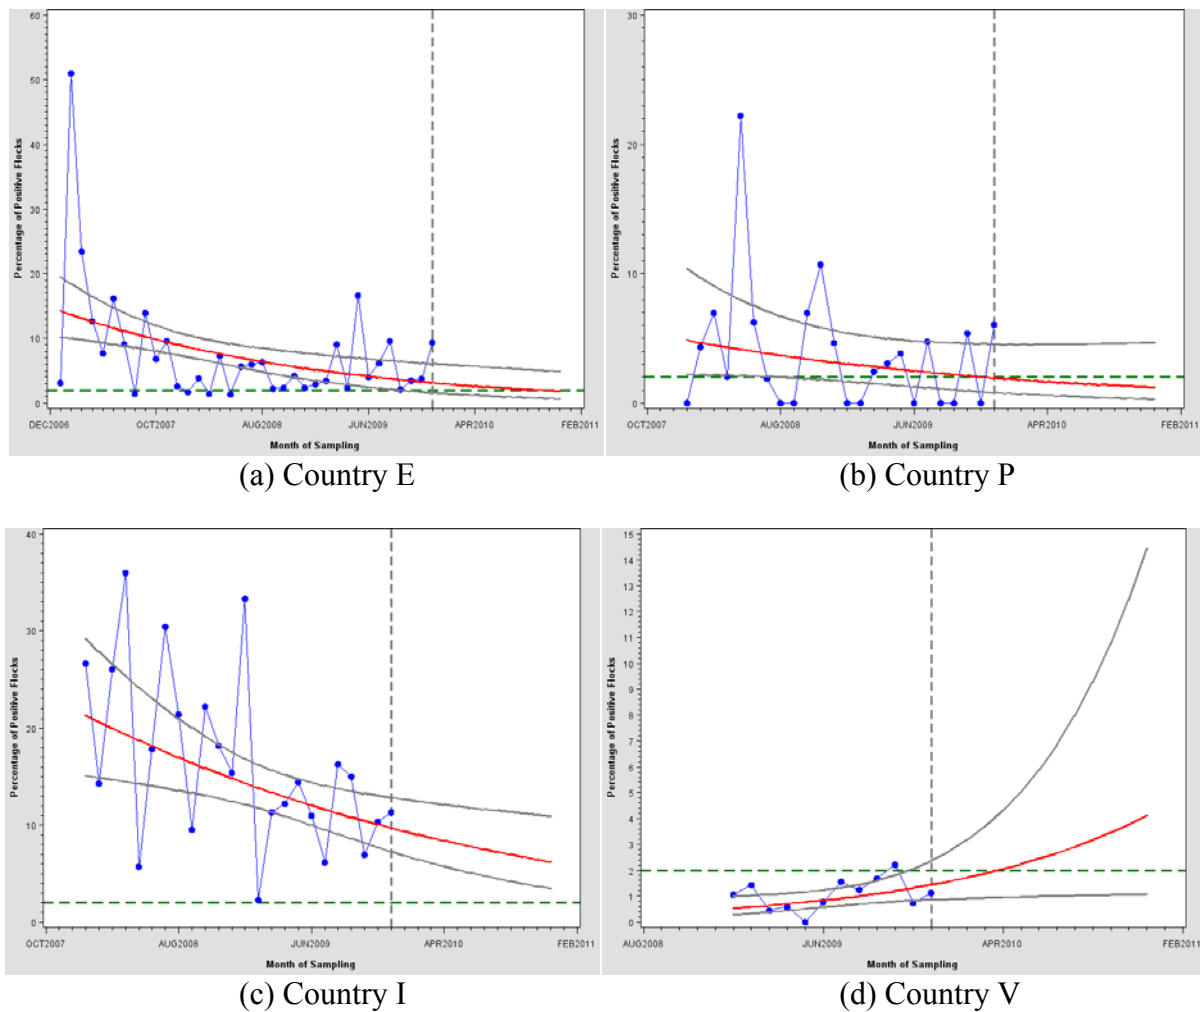 60
50
40
30
20
10
0
Percentage of Positive Flocks
DEC2006 OCT2007 AUG2008 JUN2009 APR2010 FEB2011
Month of Sampling
(a) Country E
30
20
10
0
Percentage of Positive Flocks
OCT2007 AUG2008 JUN2009 APR2010 FEB2011
Month of Sampling
(b) Country P
40
30
20
10
0
Percentage of Positive Flocks
OCT2007 AUG2008 JUN2009 APR2010 FEB2011
Month of Sampling
(c) Country I
15
14
13
12
11
10
9
8
7
6
5
4
3
2
1
0
Percentage of Positive Flocks
AUG2008 JUN2009 APR2010 FEB2011
Month of Sampling
(d) Country V